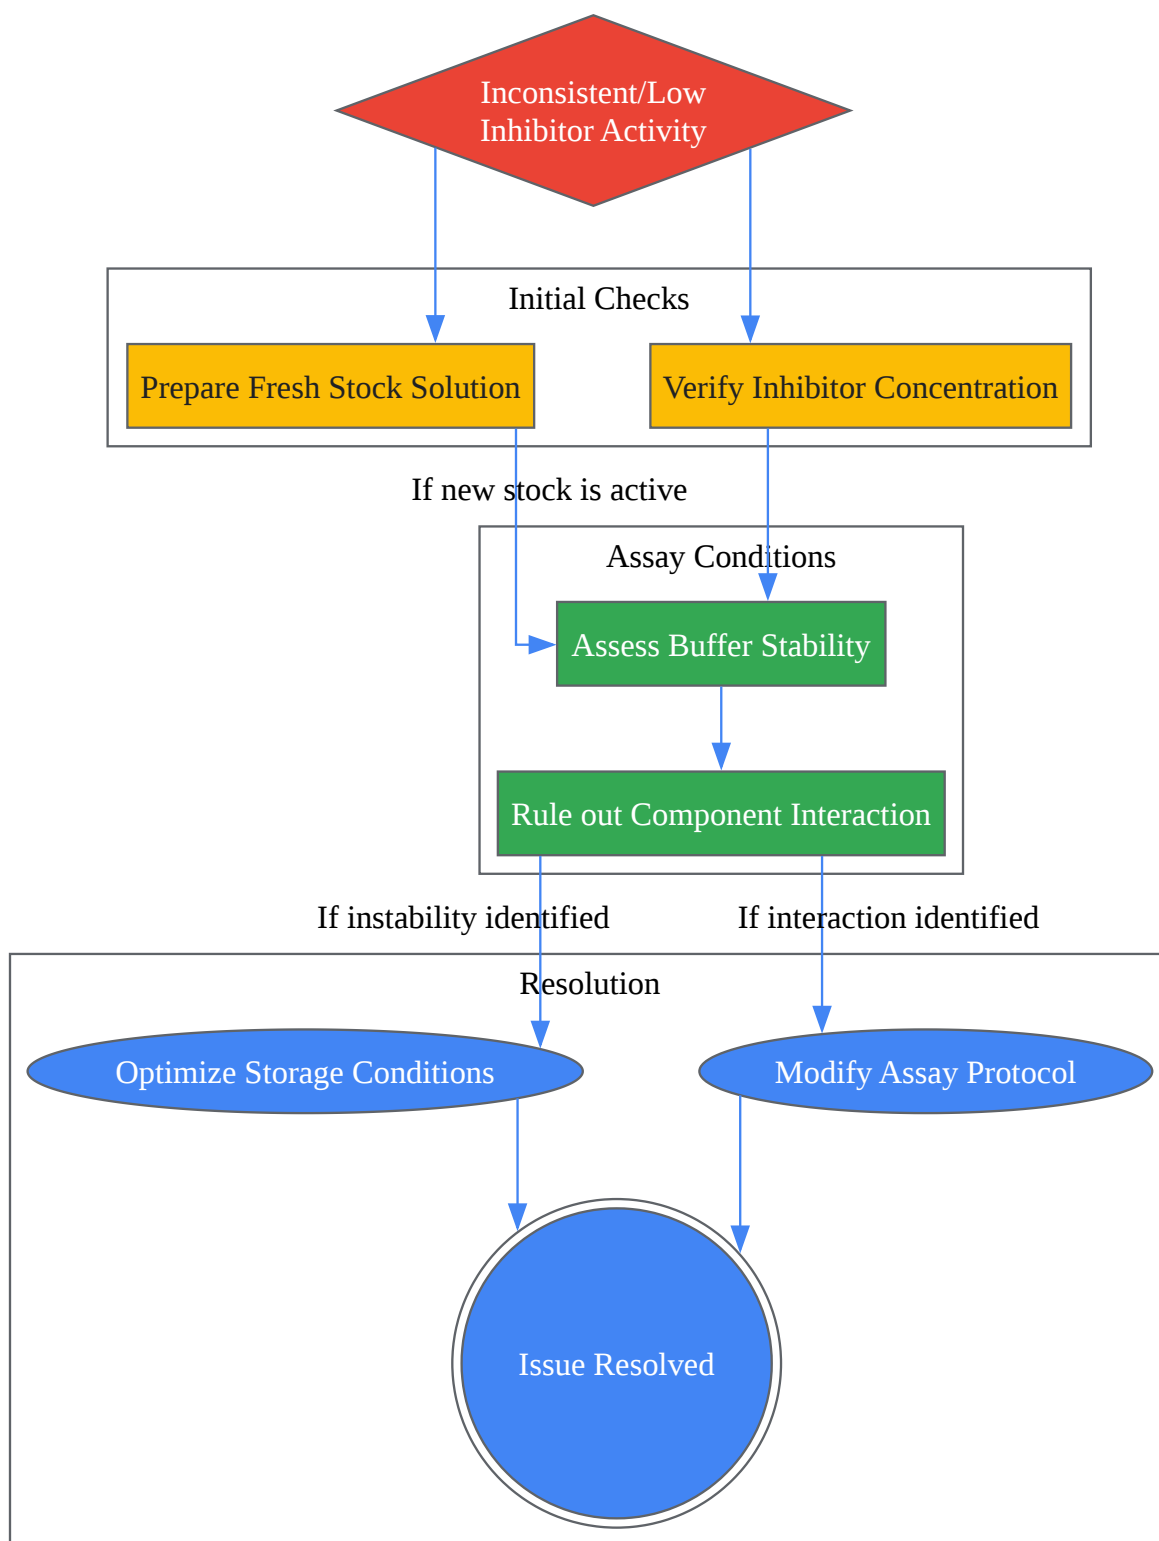 Inconsistent/Low
Inhibitor Activity
Initial Checks
Prepare Fresh Stock Solution
Verify Inhibitor Concentration
If new stock is active
Assay Conditions
Assess Buffer Stability
Rule out Component Interaction
If instability identified
If interaction identified
Resolution
Optimize Storage Conditions
Modify Assay Protocol
Issue Resolved